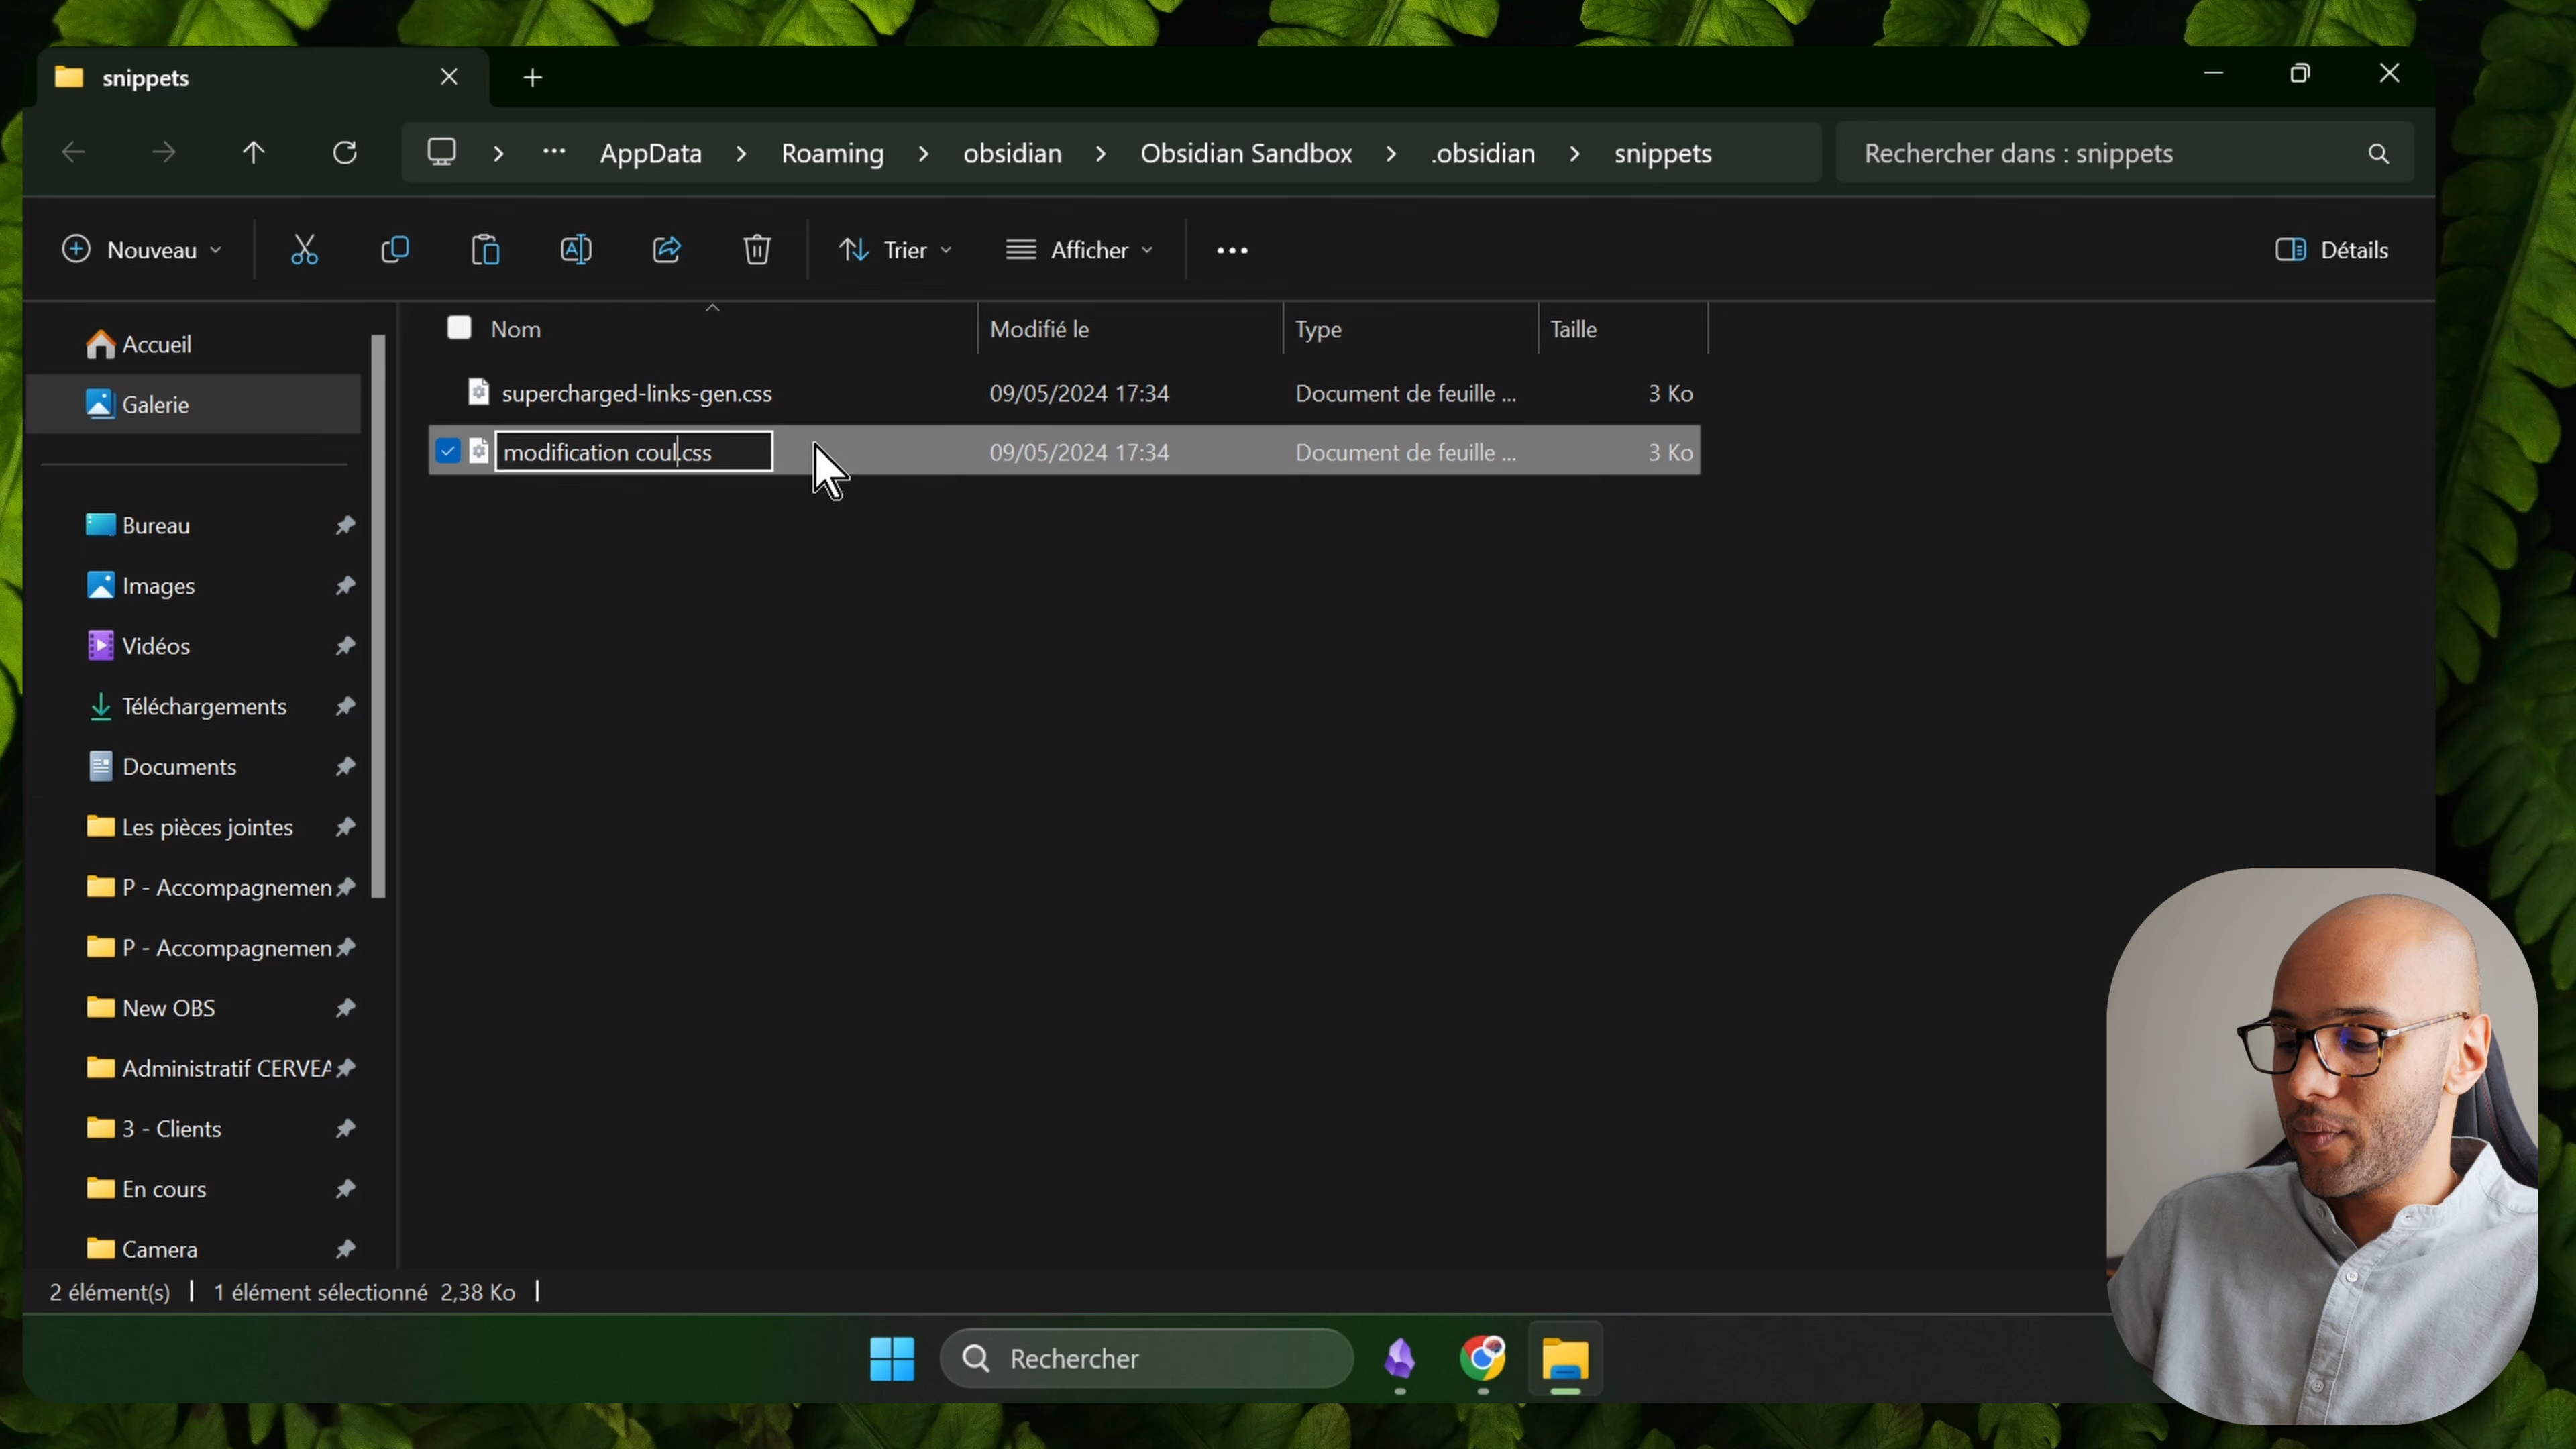 snippets
AppData > Roaming > obsidian > Obsidian Sandbox > .obsidian > snippets
Rechercher dans : snippets
Nouveau
Trier
Afficher
Détails
Accueil
Galerie
Bureau
Images
Vidéos
Téléchargements
Documents
Les pièces jointes
P - Accompagnemen
P - Accompagnemen
New OBS
Administratif CERVEA
3 - Clients
En cours
Camera
Nom Modifié le Type Taille
supercharged-links-gen.css 09/05/2024 17:34 Document de feuille ... 3 Ko
modification coul.css 09/05/2024 17:34 Document de feuille ... 3 Ko
2 élément(s) 1 élément sélectionné 2,38 Ko
Rechercher